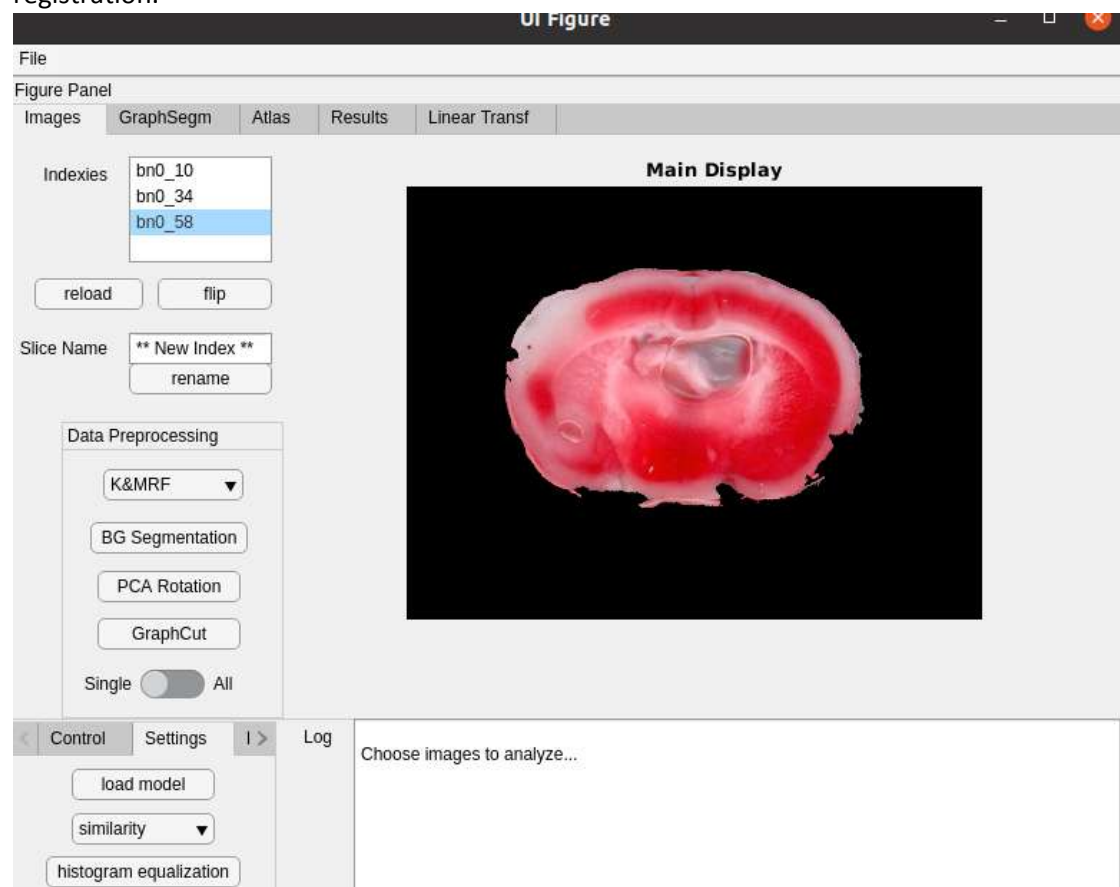 registration.
UI Figure
File
Figure Panel
Images GraphSegm Atlas Results Linear Transf
Main Display
Indexies
bn0_10
bn0_34
bn0_58
reload flip
Slice Name ** New Index **
rename
Data Preprocessing
K&MRF
BG Segmentation
PCA Rotation
GraphCut
Single All
< Control Settings >
Log
Choose images to analyze...
load model
similarity
histogram equalization